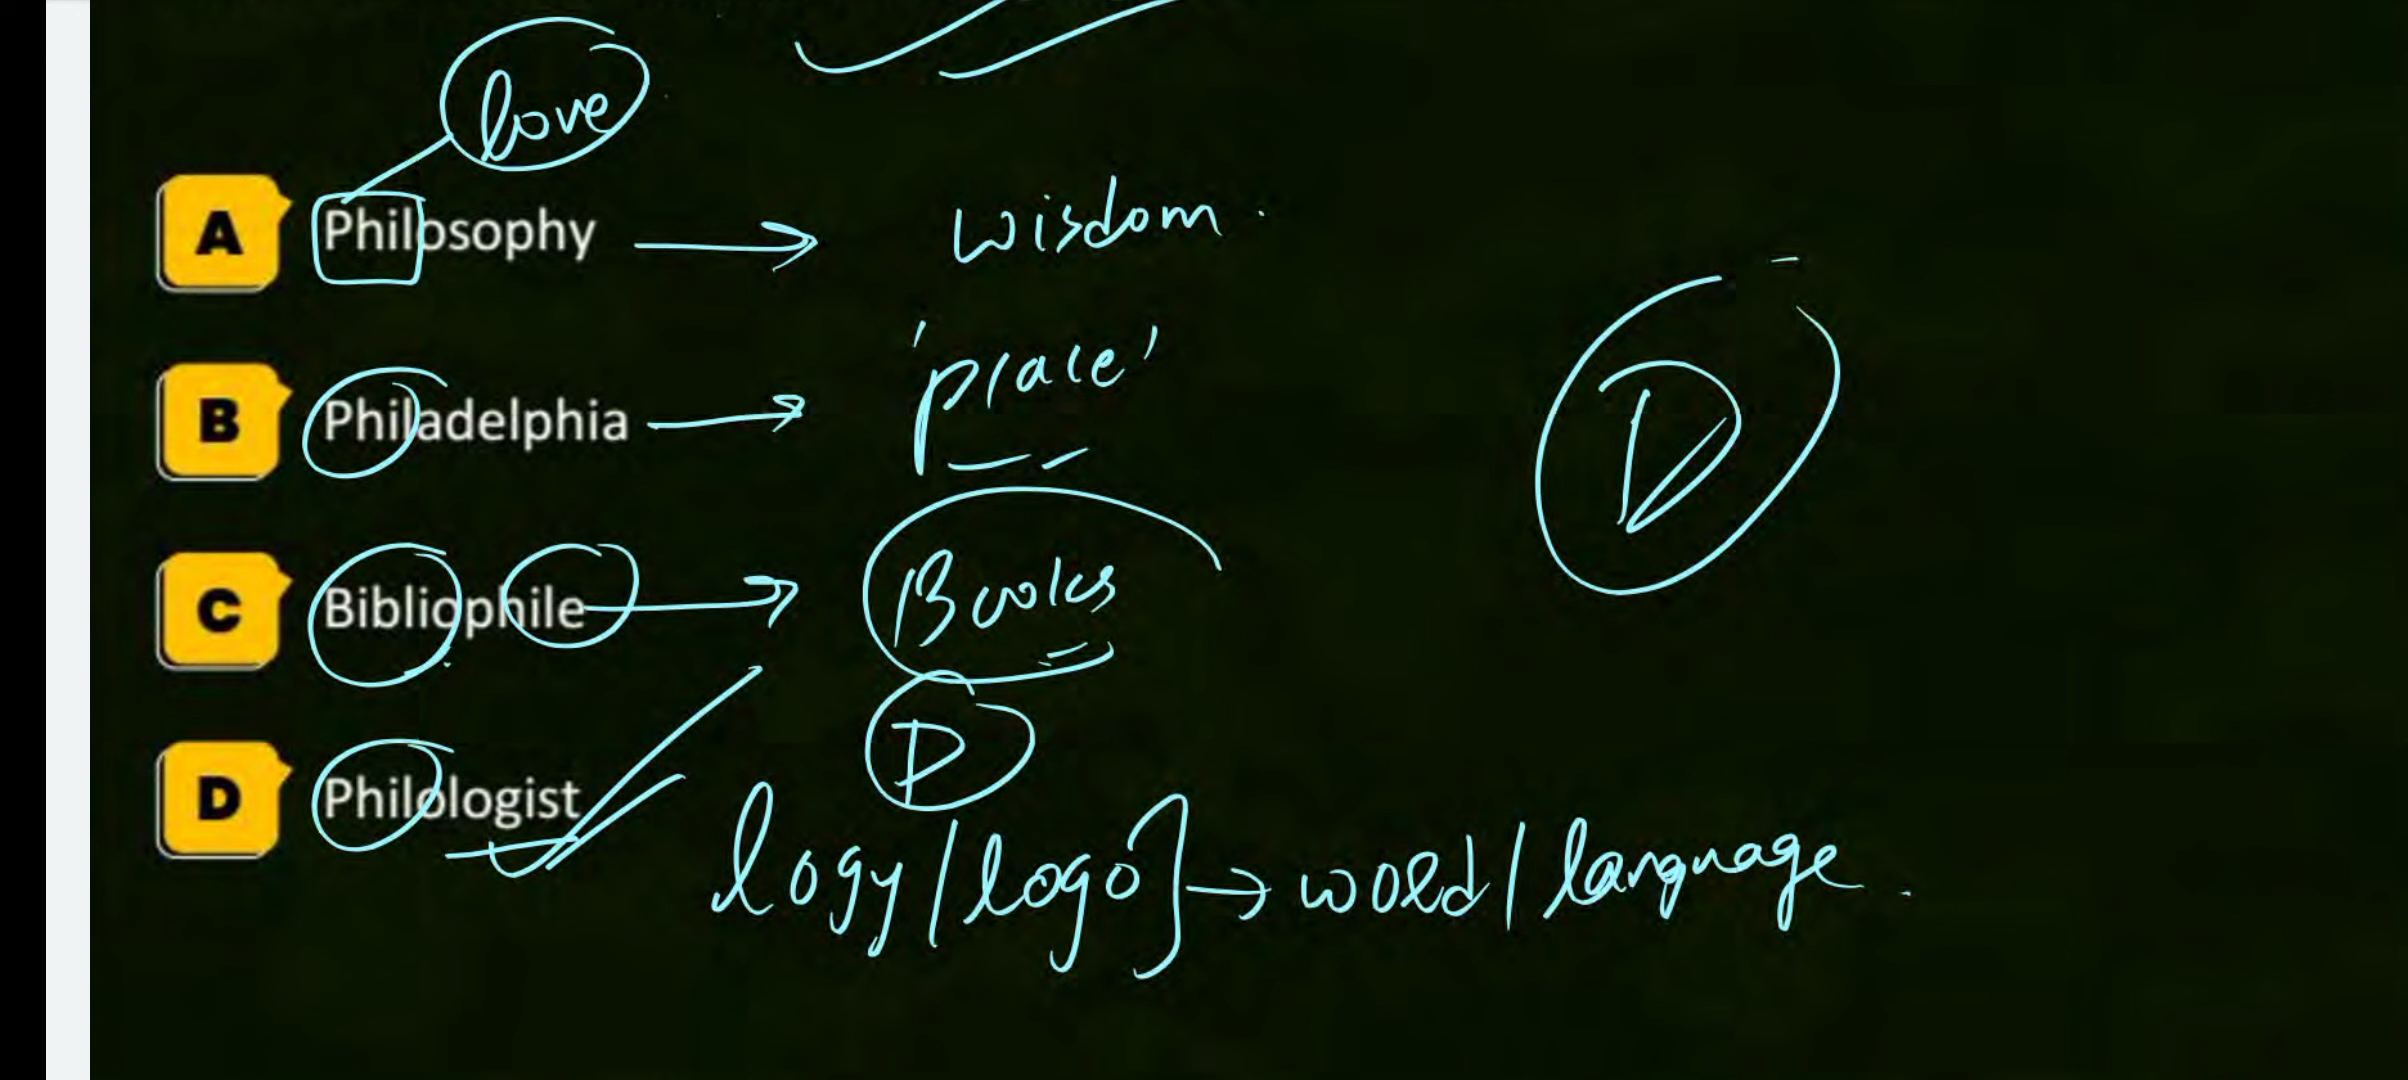 love
A Philosophy → wisdom.
B Philadelphia → 'place'
C Bibliophile → Books
D
D
D Philologist
logy/logo] → word/language.